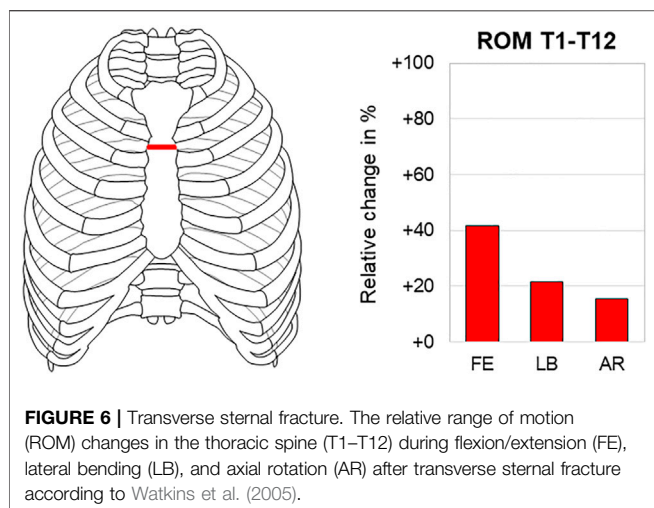 ROM T1-T12
Relative change in %
+100
+80
+60
+40
+20
+0
FE LB AR
FIGURE 6 | Transverse sternal fracture. The relative range of motion
(ROM) changes in the thoracic spine (T1–T12) during flexion/extension (FE),
lateral bending (LB), and axial rotation (AR) after transverse sternal fracture
according to Watkins et al. (2005).